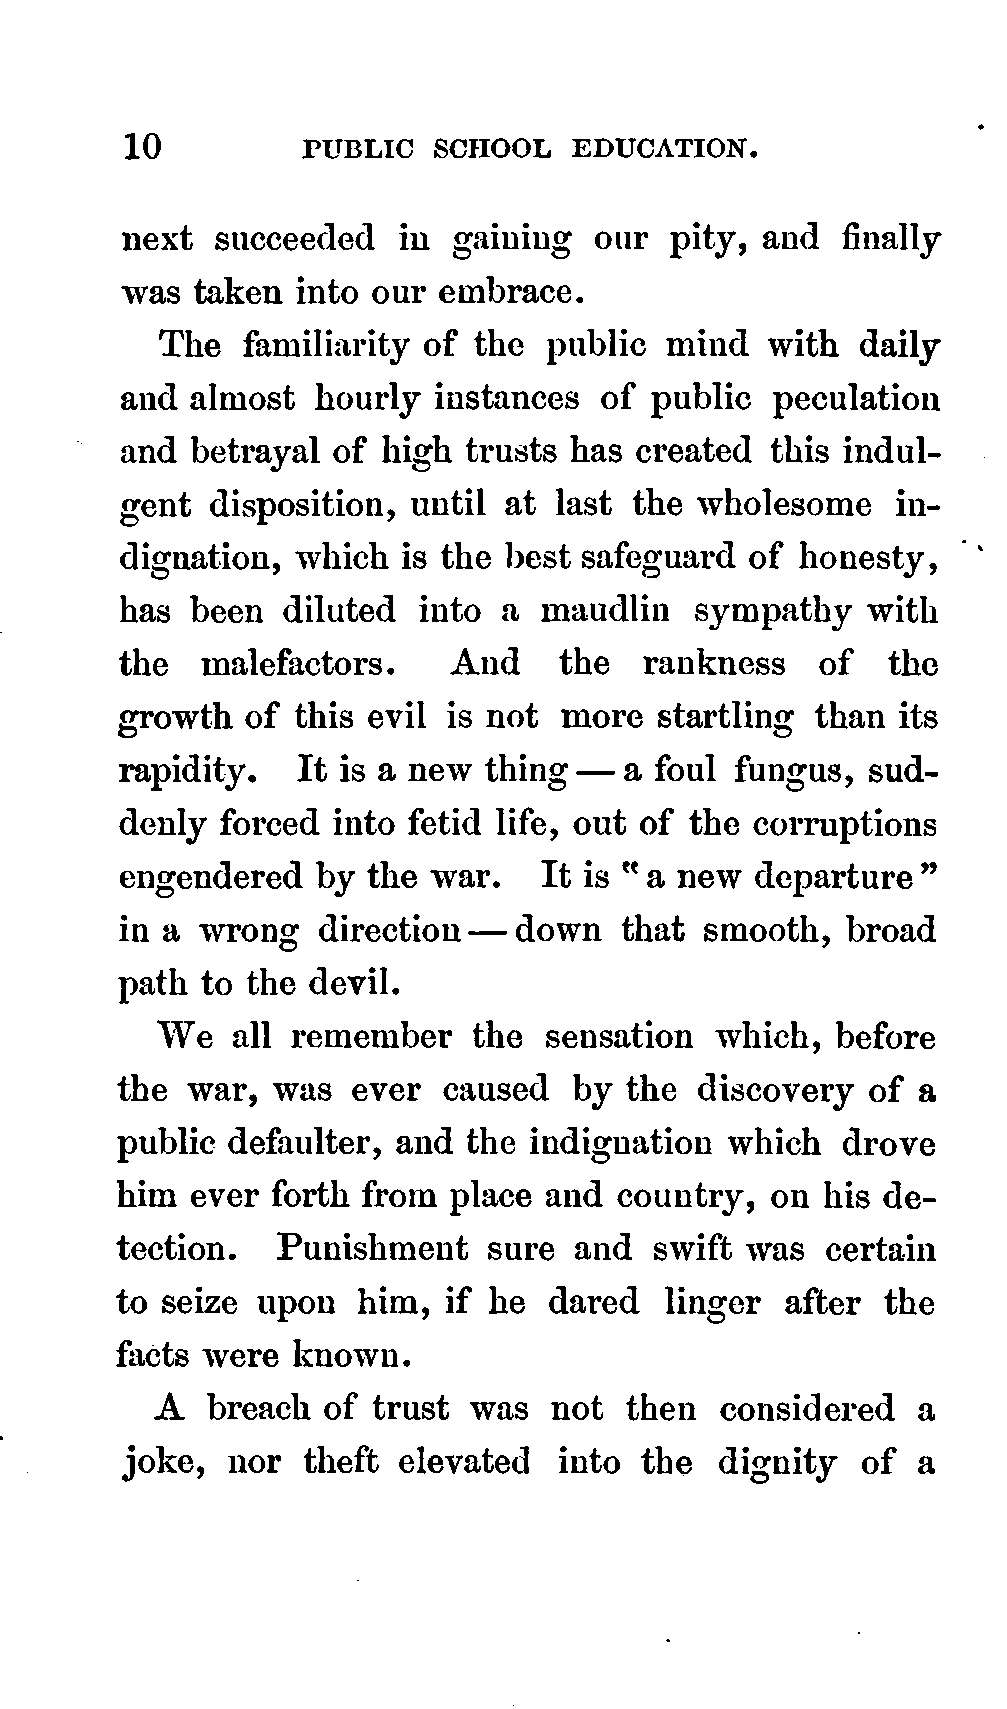 10 PUBLIC SCHOOL EDUCATION.
next succeeded in gaining our pity, and finally
was taken into our embrace.
The familiarity of the public mind with daily
and almost hourly instances of public peculation
and betrayal of high trusts has created this indul-
gent disposition, until at last the wholesome in-
dignation, which is the best safeguard of honesty,
has been diluted into a maudlin sympathy with
the malefactors. And the rankness of the
growth of this evil is not more startling than its
rapidity. It is a new thing — a foul fungus, sud-
denly forced into fetid life, out of the corruptions
engendered by the war. It is "a new departure"
in a wrong direction — down that smooth, broad
path to the devil.
We all remember the sensation which, before
the war, was ever caused by the discovery of a
public defaulter, and the indignation which drove
him ever forth from place and country, on his de-
tection. Punishment sure and swift was certain
to seize upon him, if he dared linger after the
facts were known.
A breach of trust was not then considered a
joke, nor theft elevated into the dignity of a